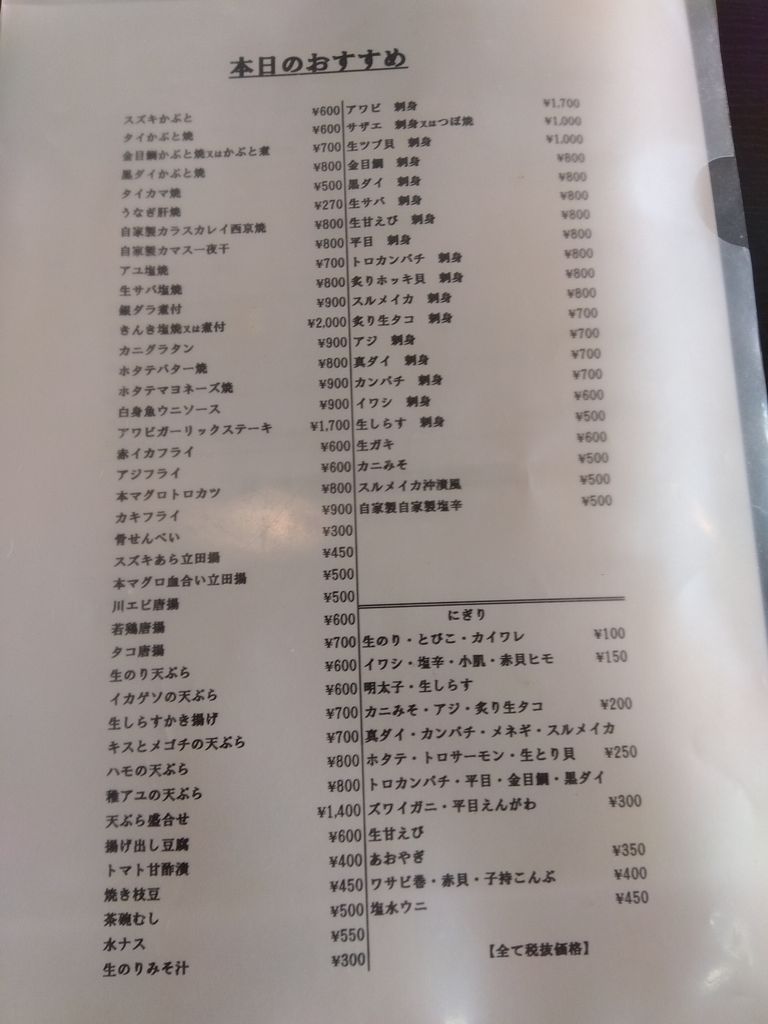 本日のおすすめ
スズキかぶと ¥600
タイかぶと焼 ¥600
金目鯛かぶと焼又はかぶと煮 ¥700
黒ダイかぶと焼 ¥800
タイカマ焼 ¥500
うなぎ肝焼 ¥270
自家製カラスカレイ西京焼 ¥800
自家製カマス一夜干 ¥800
アユ塩焼 ¥700
生サバ塩焼 ¥800
銀ダラ煮付 ¥900
きんき塩焼又は煮付 ¥2,000
カニグラタン ¥900
ホタテバター焼 ¥800
ホタテマヨネーズ焼 ¥900
白身魚ウニソース ¥900
アワビガーリックステーキ ¥1,700
赤イカフライ ¥600
アジフライ ¥600
本マグロトロカツ ¥800
カキフライ ¥900
骨せんべい ¥300
スズキあら立田揚 ¥450
本マグロ血合い立田揚 ¥500
川エビ唐揚 ¥500
若鶏唐揚 ¥600
タコ唐揚 ¥700
生のり天ぷら ¥600
イカゲソの天ぷら ¥600
生しらすかき揚げ ¥700
キスとメゴチの天ぷら ¥700
ハモの天ぷら ¥800
稚アユの天ぷら ¥800
天ぷら盛合せ ¥1,400
揚げ出し豆腐 ¥600
トマト甘酢漬 ¥400
焼き枝豆 ¥450
茶碗むし ¥500
水ナス ¥550
生のりみそ汁 ¥300
アワビ 刺身 ¥1,700
サザエ 刺身又はつぼ焼 ¥1,000
生ツブ貝 刺身 ¥1,000
金目鯛 刺身 ¥800
黒ダイ 刺身 ¥800
生サバ 刺身 ¥800
生甘えび 刺身 ¥800
平目 刺身 ¥800
トロカンパチ 刺身 ¥800
炙りホッキ貝 刺身 ¥800
スルメイカ 刺身 ¥800
炙り生タコ 刺身 ¥700
アジ 刺身 ¥700
真ダイ 刺身 ¥700
カンパチ 刺身 ¥700
イワシ 刺身 ¥600
生しらす 刺身 ¥500
生ガキ ¥600
カニみそ ¥500
スルメイカ沖漬風 ¥500
自家製自家製塩辛 ¥500
にぎり
生のり・とびこ・カイワレ ¥100
イワシ・塩辛・小肌・赤貝ヒモ ¥150
明太子・生しらす
カニみそ・アジ・炙り生タコ ¥200
真ダイ・カンパチ・メネギ・スルメイカ
ホタテ・トロサーモン・生とり貝 ¥250
トロカンパチ・平目・金目鯛・黒ダイ
ズワイガニ・平目えんがわ ¥300
生甘えび
あおやぎ ¥350
ワサビ巻・赤貝・子持こんぶ ¥400
塩水ウニ ¥450
【全て税抜価格】